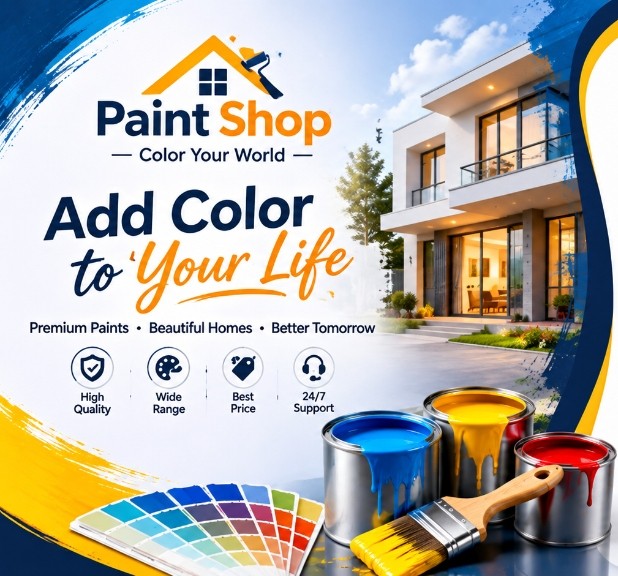 Paint Shop
— Color Your World —
Add Color
to Your Life
Premium Paints • Beautiful Homes • Better Tomorrow
High
Quality
Wide
Range
Best
Price
24/7
Support